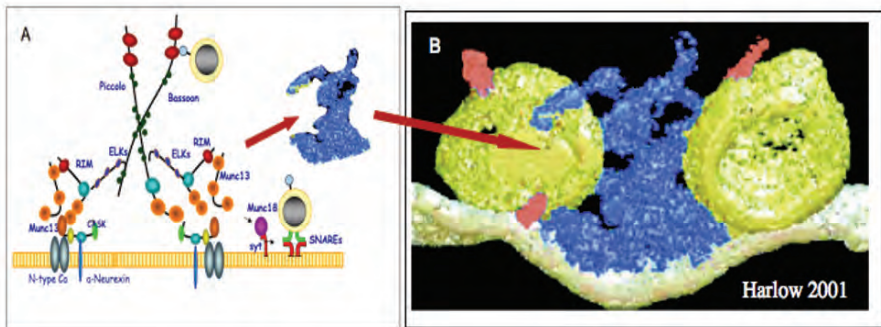 A
Piccolo
Bassoon
RIM
ELKs
ELKs
RIM
Munc13
Munc18
Munc13
CASK
syt
SNAREs
N-type Ca
α-Neurexin
B
Harlow 2001